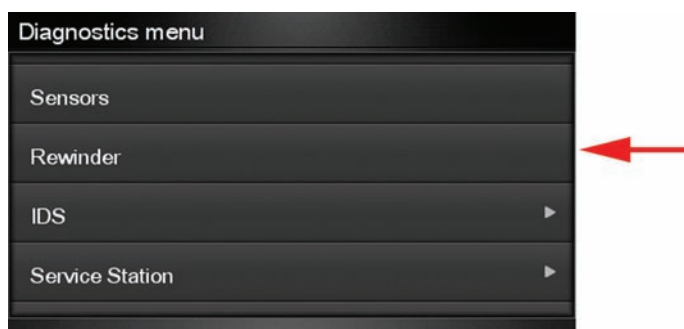 Diagnostics menu
Sensors
Rewinder
IDS
Service Station